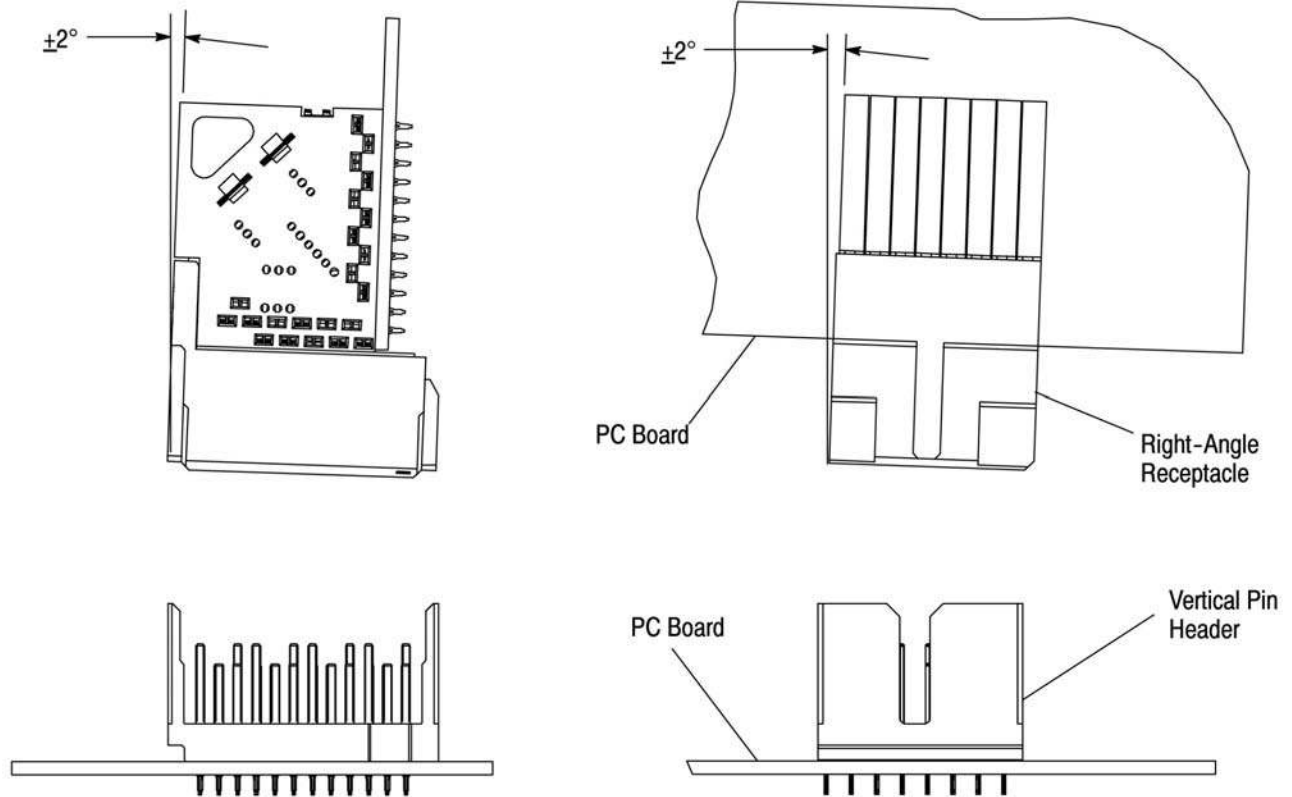 ±2°
±2°
PC Board
Right-Angle
Receptacle
PC Board
Vertical Pin
Header